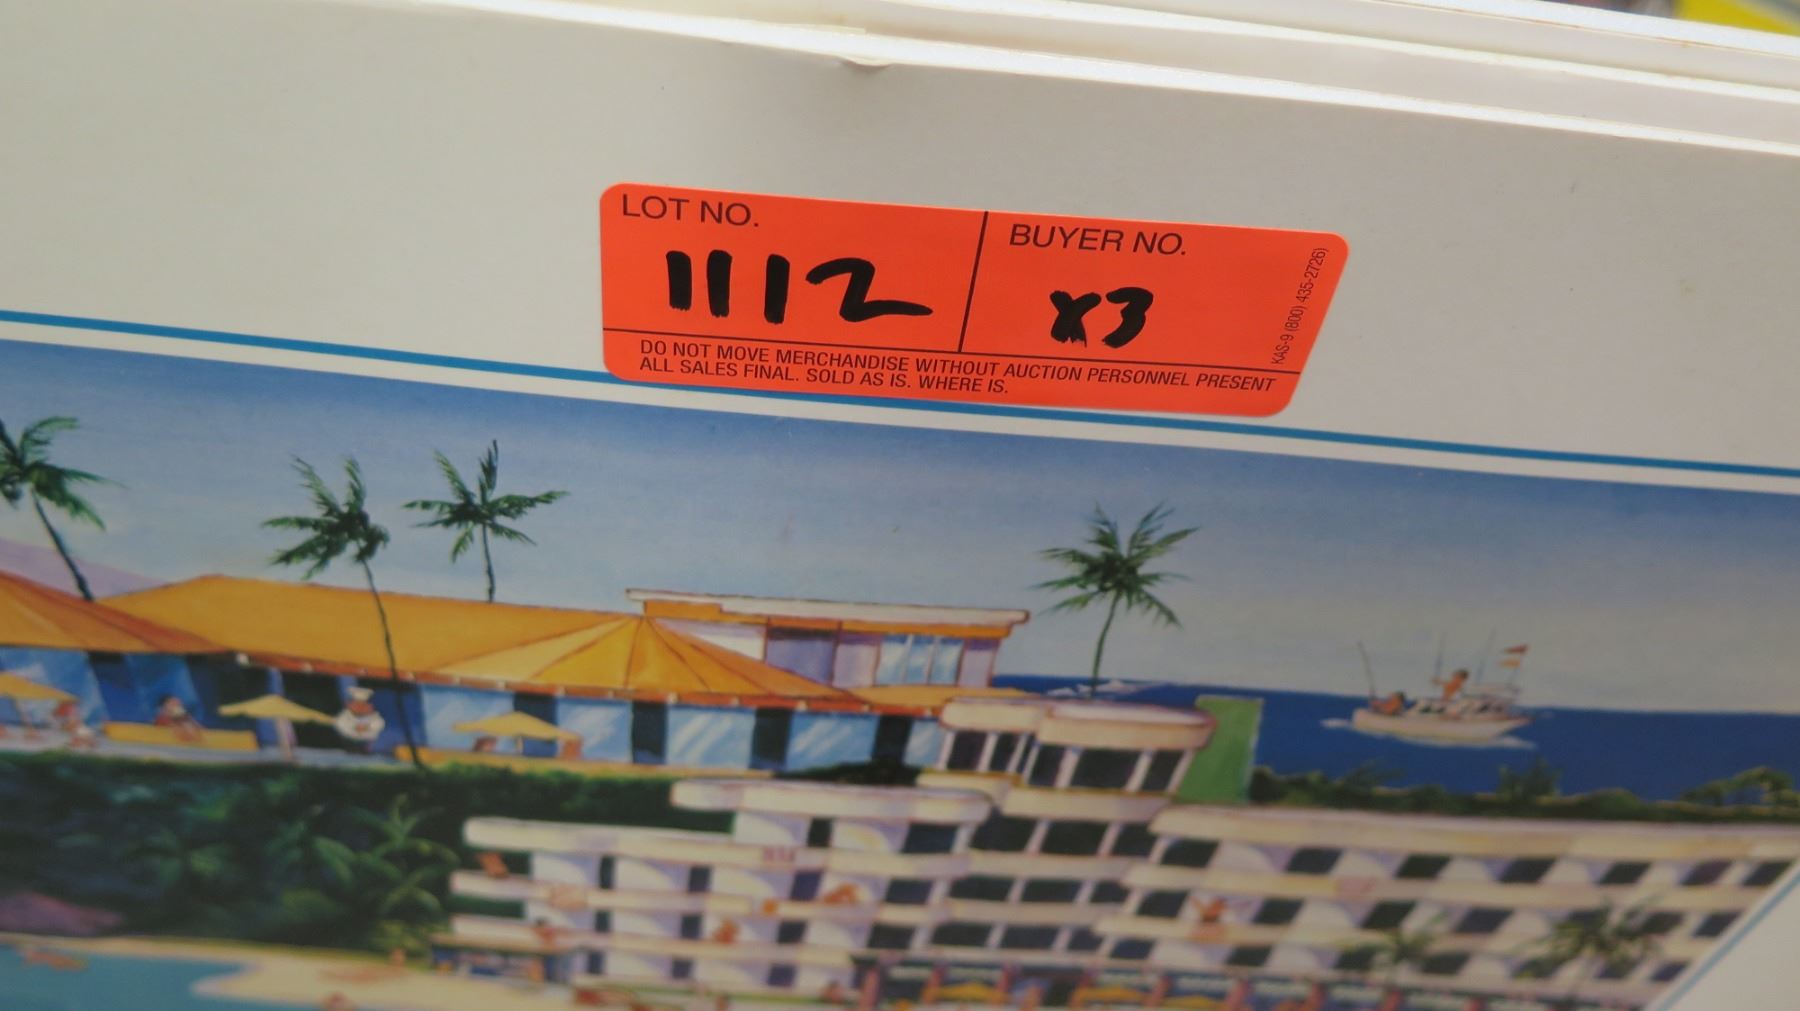 LOT NO.
1112
BUYER NO.
x3
KAS-9 (800) 435-2726)
DO NOT MOVE MERCHANDISE WITHOUT AUCTION PERSONNEL PRESENT
ALL SALES FINAL. SOLD AS IS. WHERE IS.